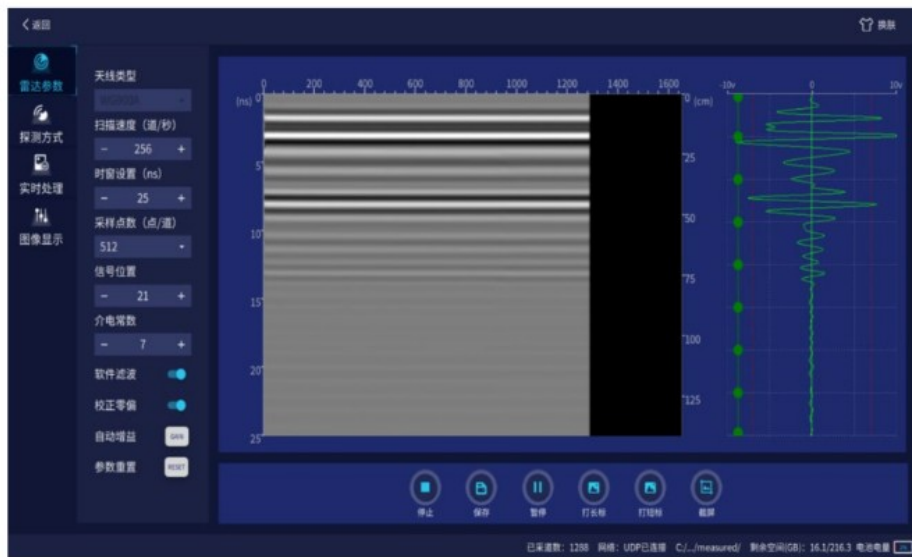 返回
换肤
雷达参数
探测方式
实时处理
图像显示
天线类型
扫描速度（道/秒）
- 256 +
时窗设置（ns）
- 25 +
采样点数（点/道）
512
信号位置
- 21 +
介电常数
- 7 +
软件滤波
校正零偏
自动增益 GAIN
参数重置 RESET
0 200 400 600 800 1000 1200 1400 1600
(ns) 0
5
10
15
20
25
0 (cm)
25
50
75
100
125
-10v 0 10v
停止 保存 暂停 打长标 打短标 截屏
已采道数：1288 网络：UDP已连接 C:/.../measured/ 剩余空间(GB)：16.1/216.3 电池电量